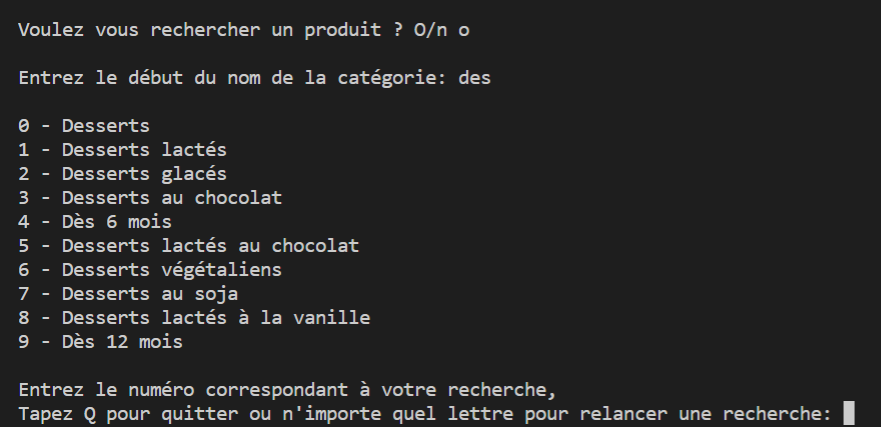 Voulez vous rechercher un produit ? O/n o
Entrez le début du nom de la catégorie: des
0 - Desserts
1 - Desserts lactés
2 - Desserts glacés
3 - Desserts au chocolat
4 - Dès 6 mois
5 - Desserts lactés au chocolat
6 - Desserts végétaliens
7 - Desserts au soja
8 - Desserts lactés à la vanille
9 - Dès 12 mois
Entrez le numéro correspondant à votre recherche,
Tapez Q pour quitter ou n'importe quel lettre pour relancer une recherche: